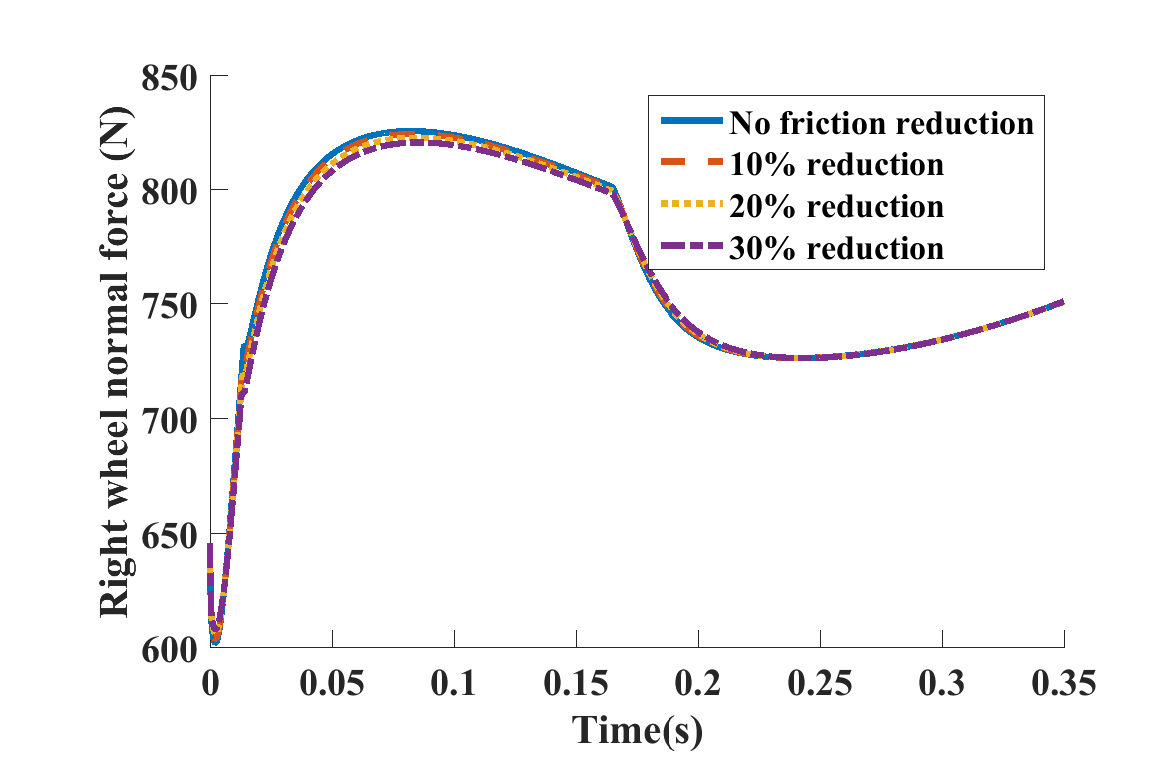 Right wheel normal force (N)
850
800
750
700
650
600
0
0.05
0.1
0.15
0.2
0.25
0.3
0.35
Time(s)
No friction reduction
10% reduction
20% reduction
30% reduction